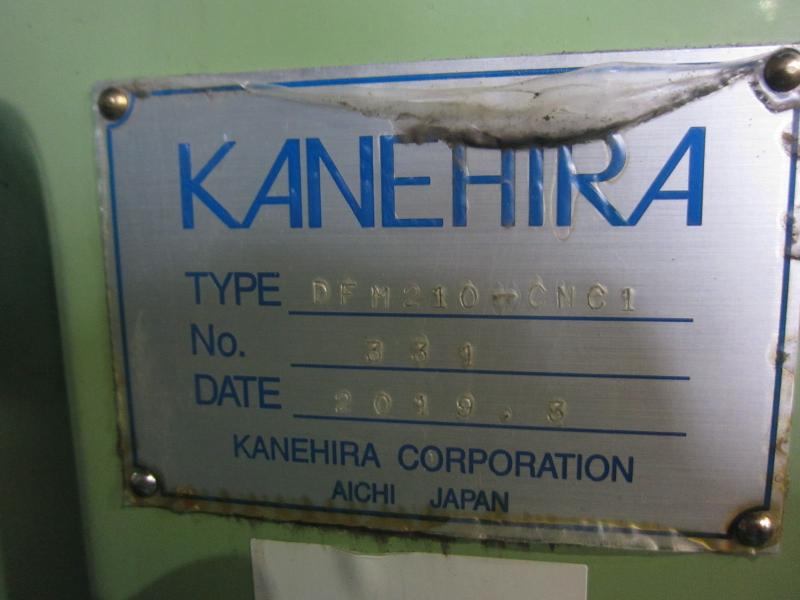 KANEHIRA
TYPE DFM210-CNC1
No. 331
DATE 2019.3
KANEHIRA CORPORATION
AICHI JAPAN